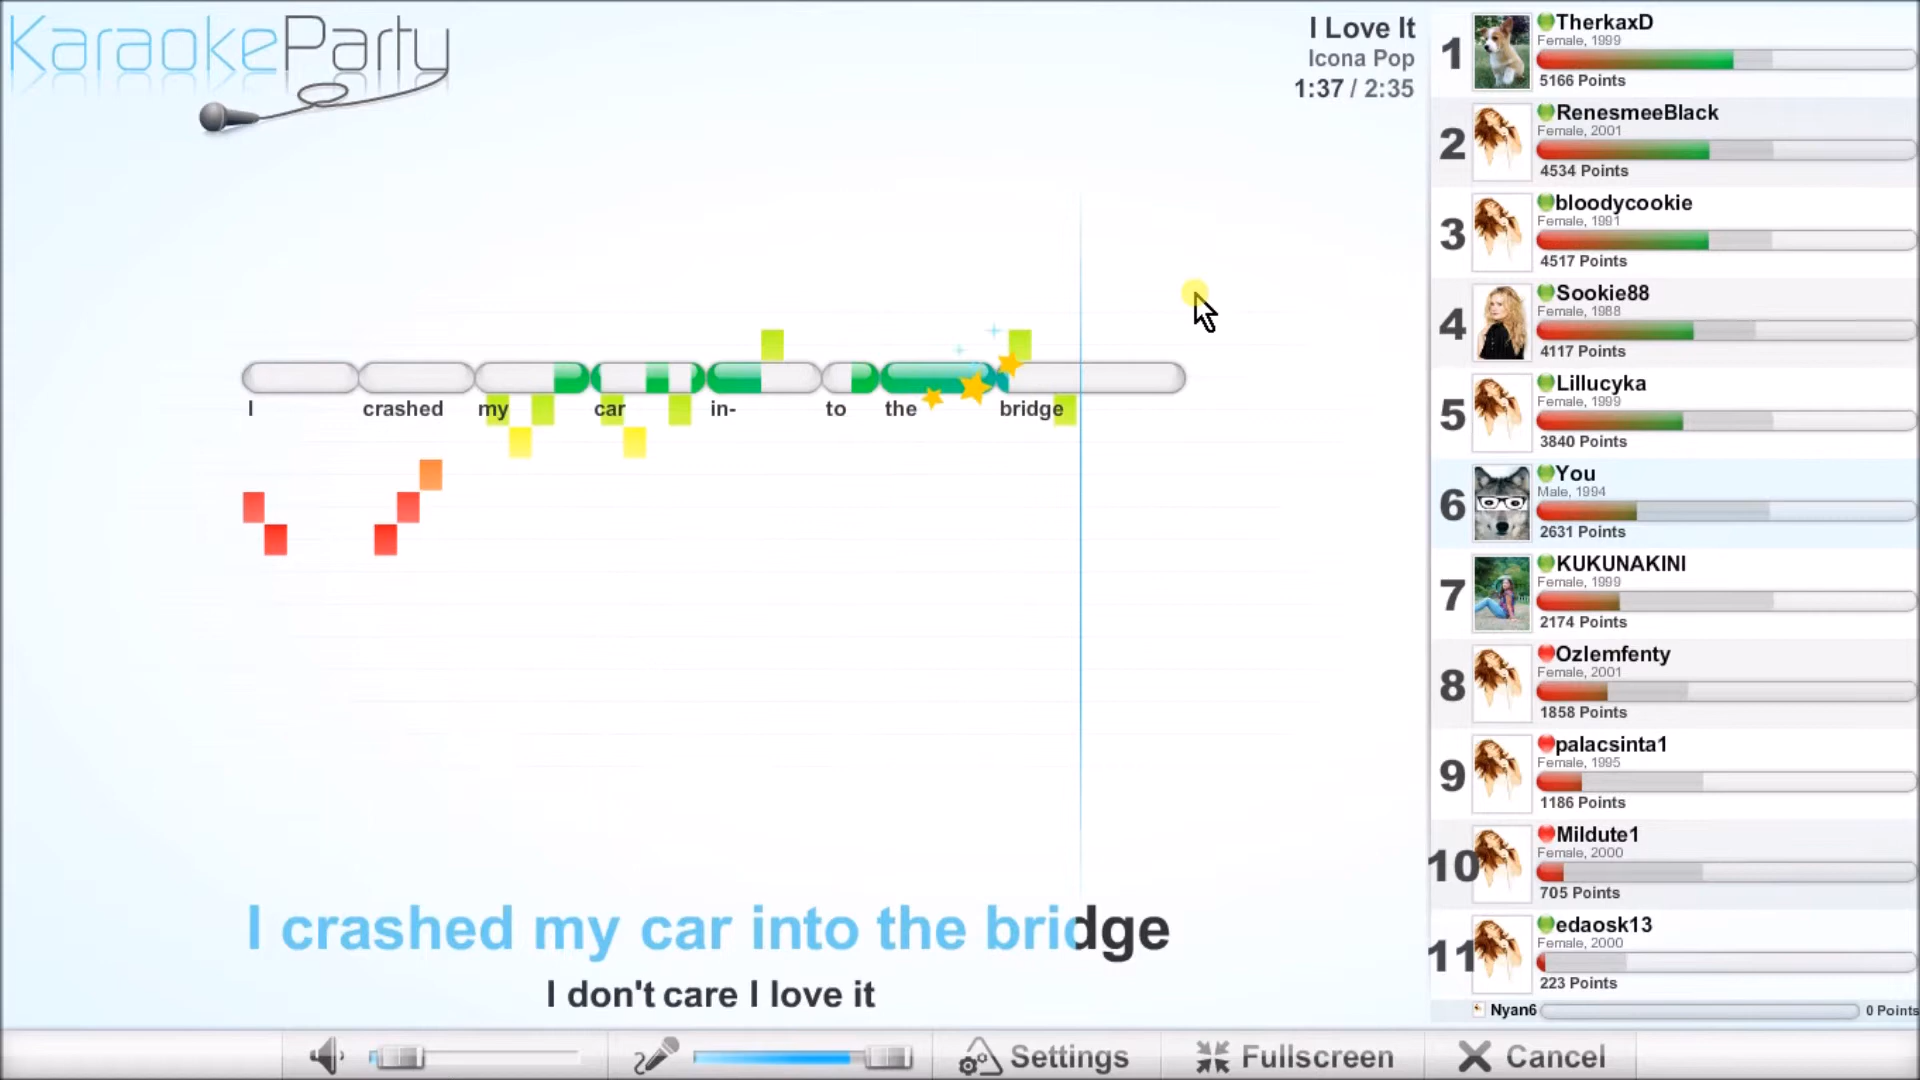 KaraokeParty
I Love It
Icona Pop
1:37 / 2:35
I crashed my car in- to the bridge
I crashed my car into the bridge
I don't care I love it
Settings
Fullscreen
Cancel
1
TherkaxD
Female, 1999
5166 Points
2
RenesmeeBlack
Female, 2001
4534 Points
3
bloodycookie
Female, 1991
4517 Points
4
Sookie88
Female, 1988
4117 Points
5
Lillucyka
Female, 1999
3840 Points
6
You
Male, 1994
2631 Points
7
KUKUNAKINI
Female, 1999
2174 Points
8
Ozlemfenty
Female, 2001
1858 Points
9
palacsinta1
Female, 1995
1186 Points
10
Mildute1
Female, 2000
705 Points
11
edaosk13
Female, 2000
223 Points
Nyan6 0 Points